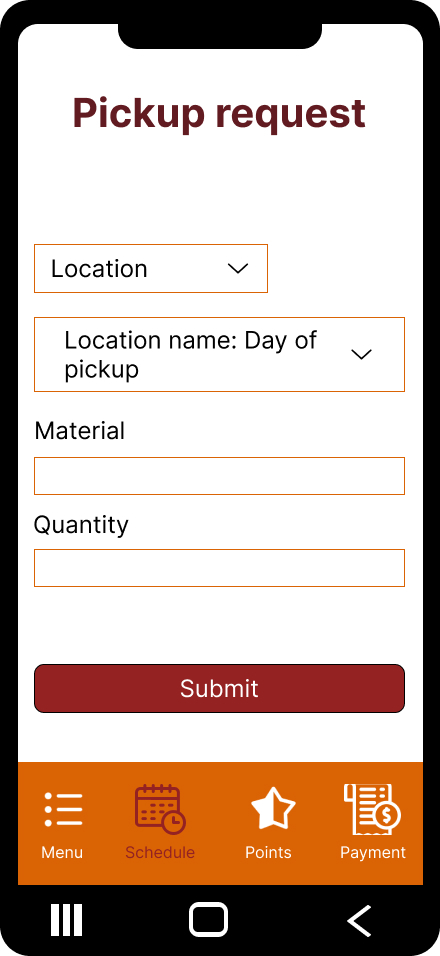 Pickup request
Location
Location name: Day of
pickup
Material
Quantity
Submit
Menu Schedule Points Payment